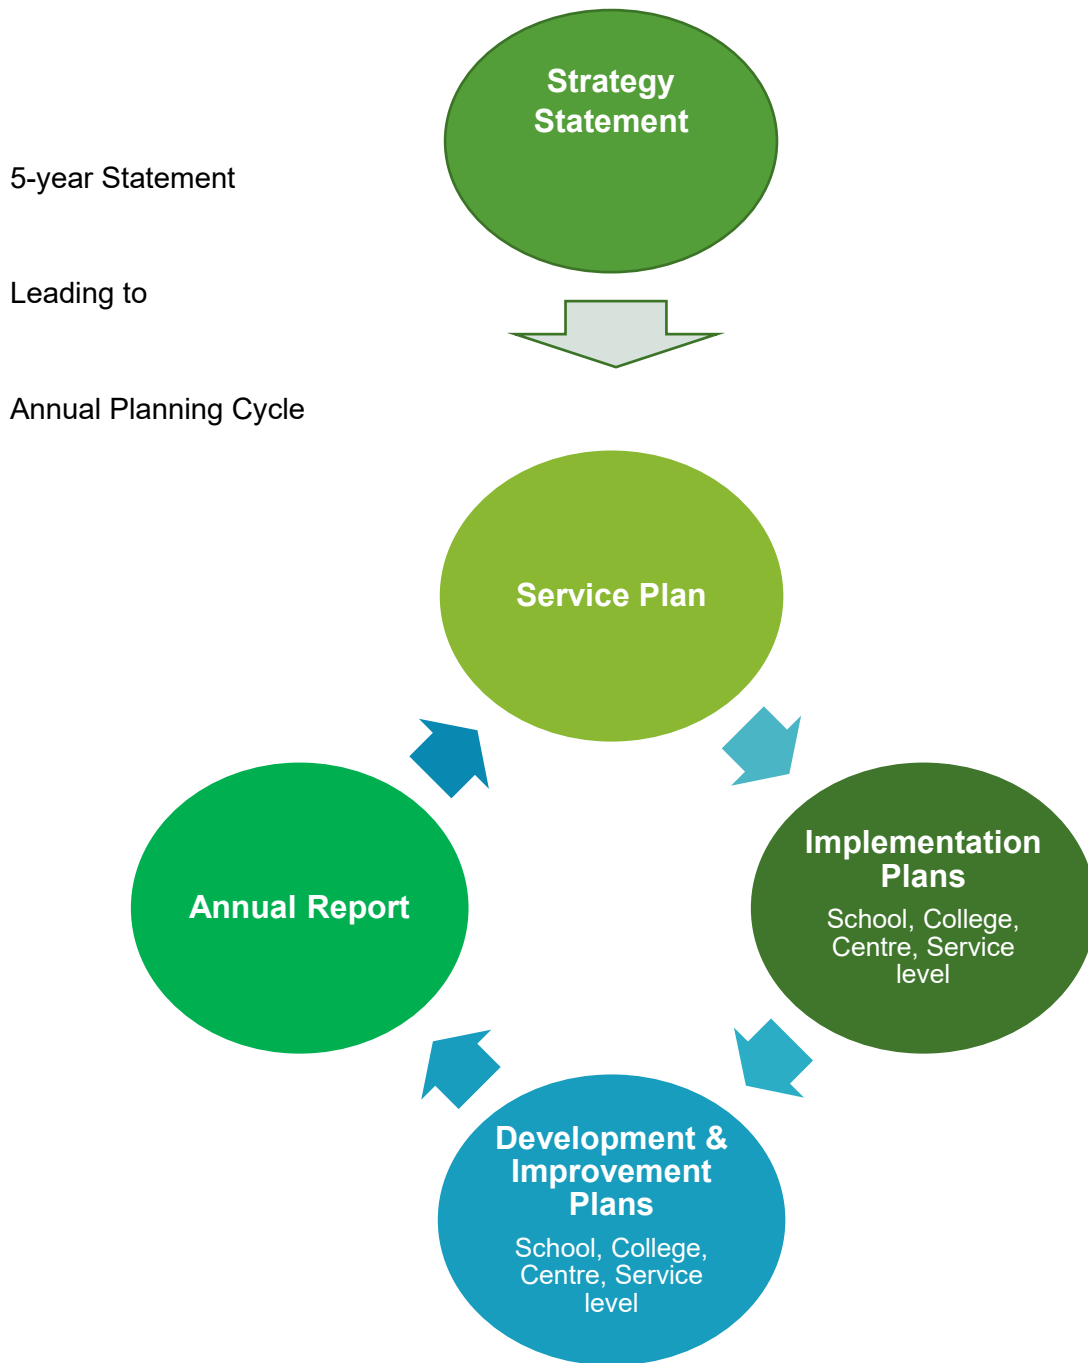 Strategy
Statement
5-year Statement
Leading to
Annual Planning Cycle
Service Plan
Implementation
Plans
School, College,
Centre, Service
level
Annual Report
Development &
Improvement
Plans
School, College,
Centre, Service
level